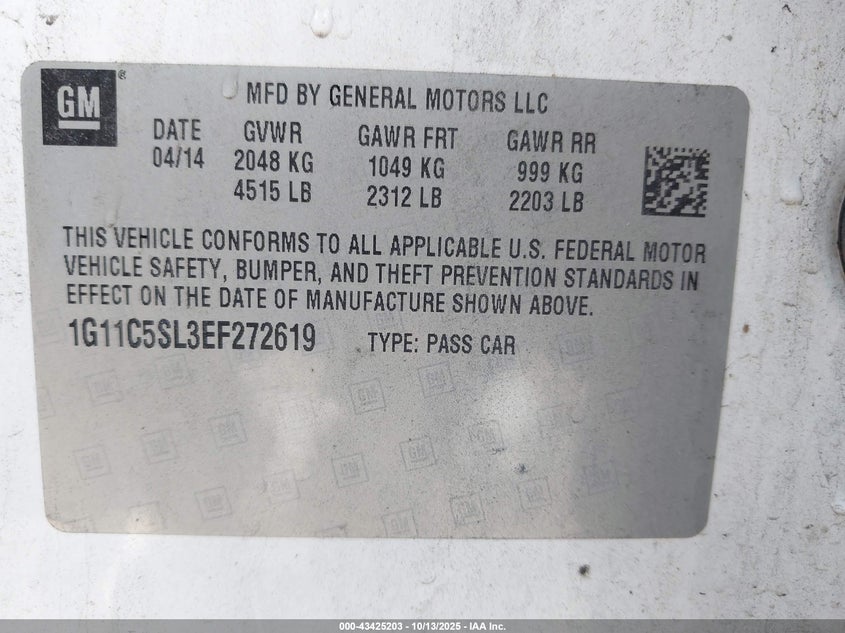 GM ®
MFD BY GENERAL MOTORS LLC
DATE GVWR GAWR FRT GAWR RR
04/14 2048 KG 1049 KG 999 KG
4515 LB 2312 LB 2203 LB
THIS VEHICLE CONFORMS TO ALL APPLICABLE U.S. FEDERAL MOTOR
VEHICLE SAFETY, BUMPER, AND THEFT PREVENTION STANDARDS IN
EFFECT ON THE DATE OF MANUFACTURE SHOWN ABOVE.
1G11C5SL3EF272619 TYPE: PASS CAR
000-43425203 - 10/13/2025 - IAA Inc.